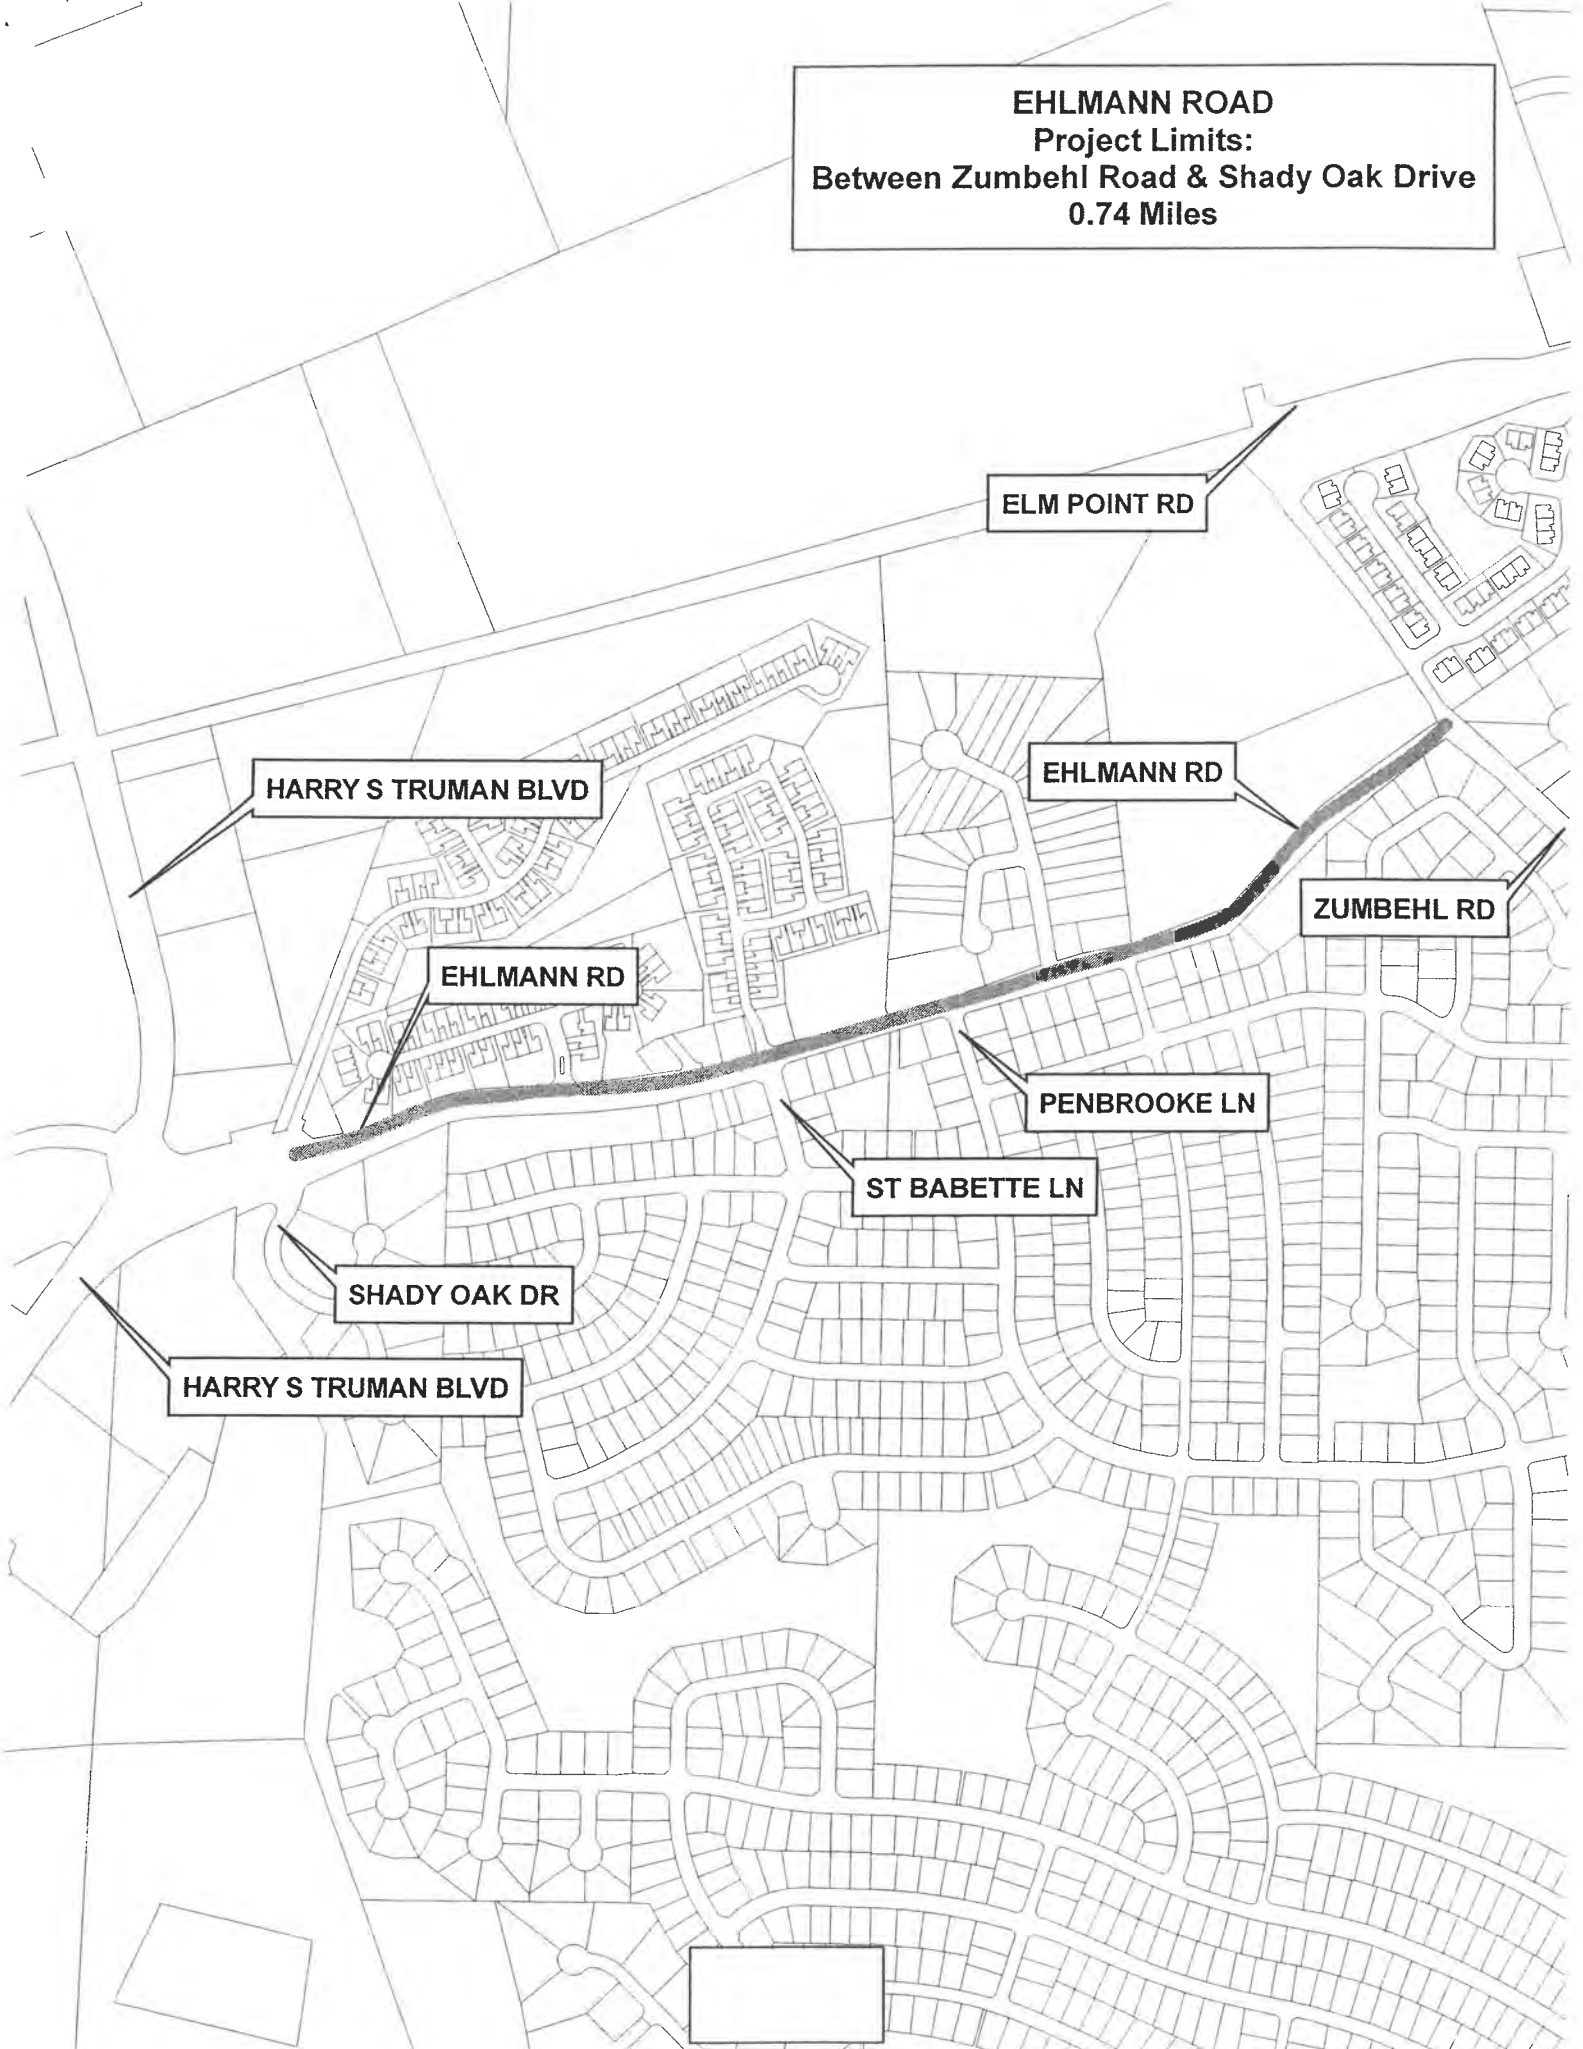 EHLMANN ROAD
Project Limits:
Between Zumbehl Road & Shady Oak Drive
0.74 Miles
ELM POINT RD
HARRY S TRUMAN BLVD
EHLMANN RD
ZUMBEHL RD
EHLMANN RD
PENBROOKE LN
ST BABETTE LN
SHADY OAK DR
HARRY S TRUMAN BLVD